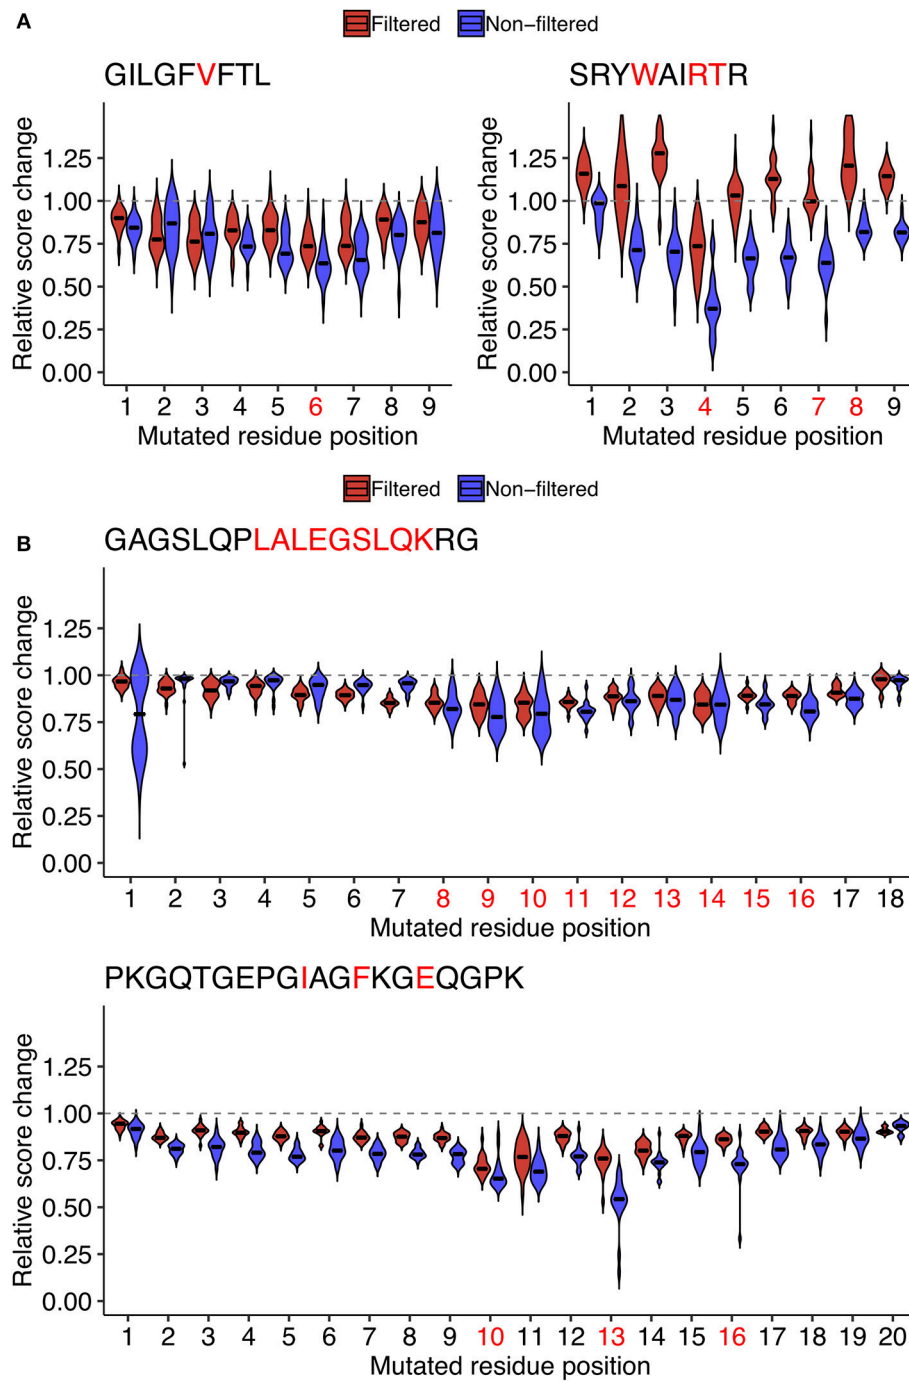 A
Filtered Non−filtered
GILGFVFTL SRYWAIRTR
Relative score change
1.25
1.00
0.75
0.50
0.25
0.00
1 2 3 4 5 6 7 8 9
Mutated residue position
Relative score change
1.25
1.00
0.75
0.50
0.25
0.00
1 2 3 4 5 6 7 8 9
Mutated residue position
Filtered Non−filtered
B
GAGSLQPLALEGSLQKRG
Relative score change
1.25
1.00
0.75
0.50
0.25
0.00
1 2 3 4 5 6 7 8 9 10 11 12 13 14 15 16 17 18
Mutated residue position
PKGQTGEPGIAGFKGEQGPK
Relative score change
1.25
1.00
0.75
0.50
0.25
0.00
1 2 3 4 5 6 7 8 9 10 11 12 13 14 15 16 17 18 19 20
Mutated residue position